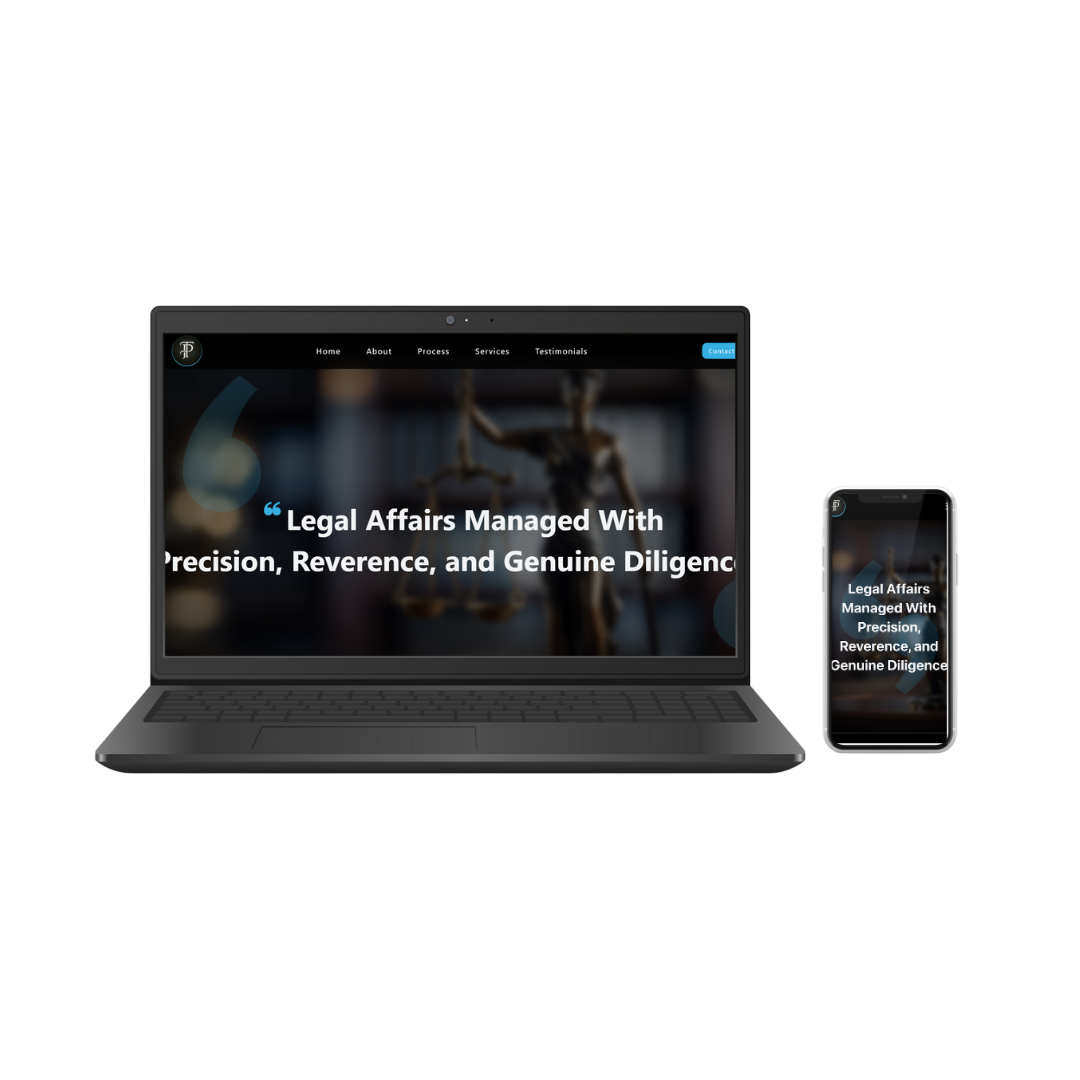 Home About Process Services Testimonials Contact
“Legal Affairs Managed With
Precision, Reverence, and Genuine Diligenc
Legal Affairs
Managed With
Precision,
Reverence, and
Genuine Diligence